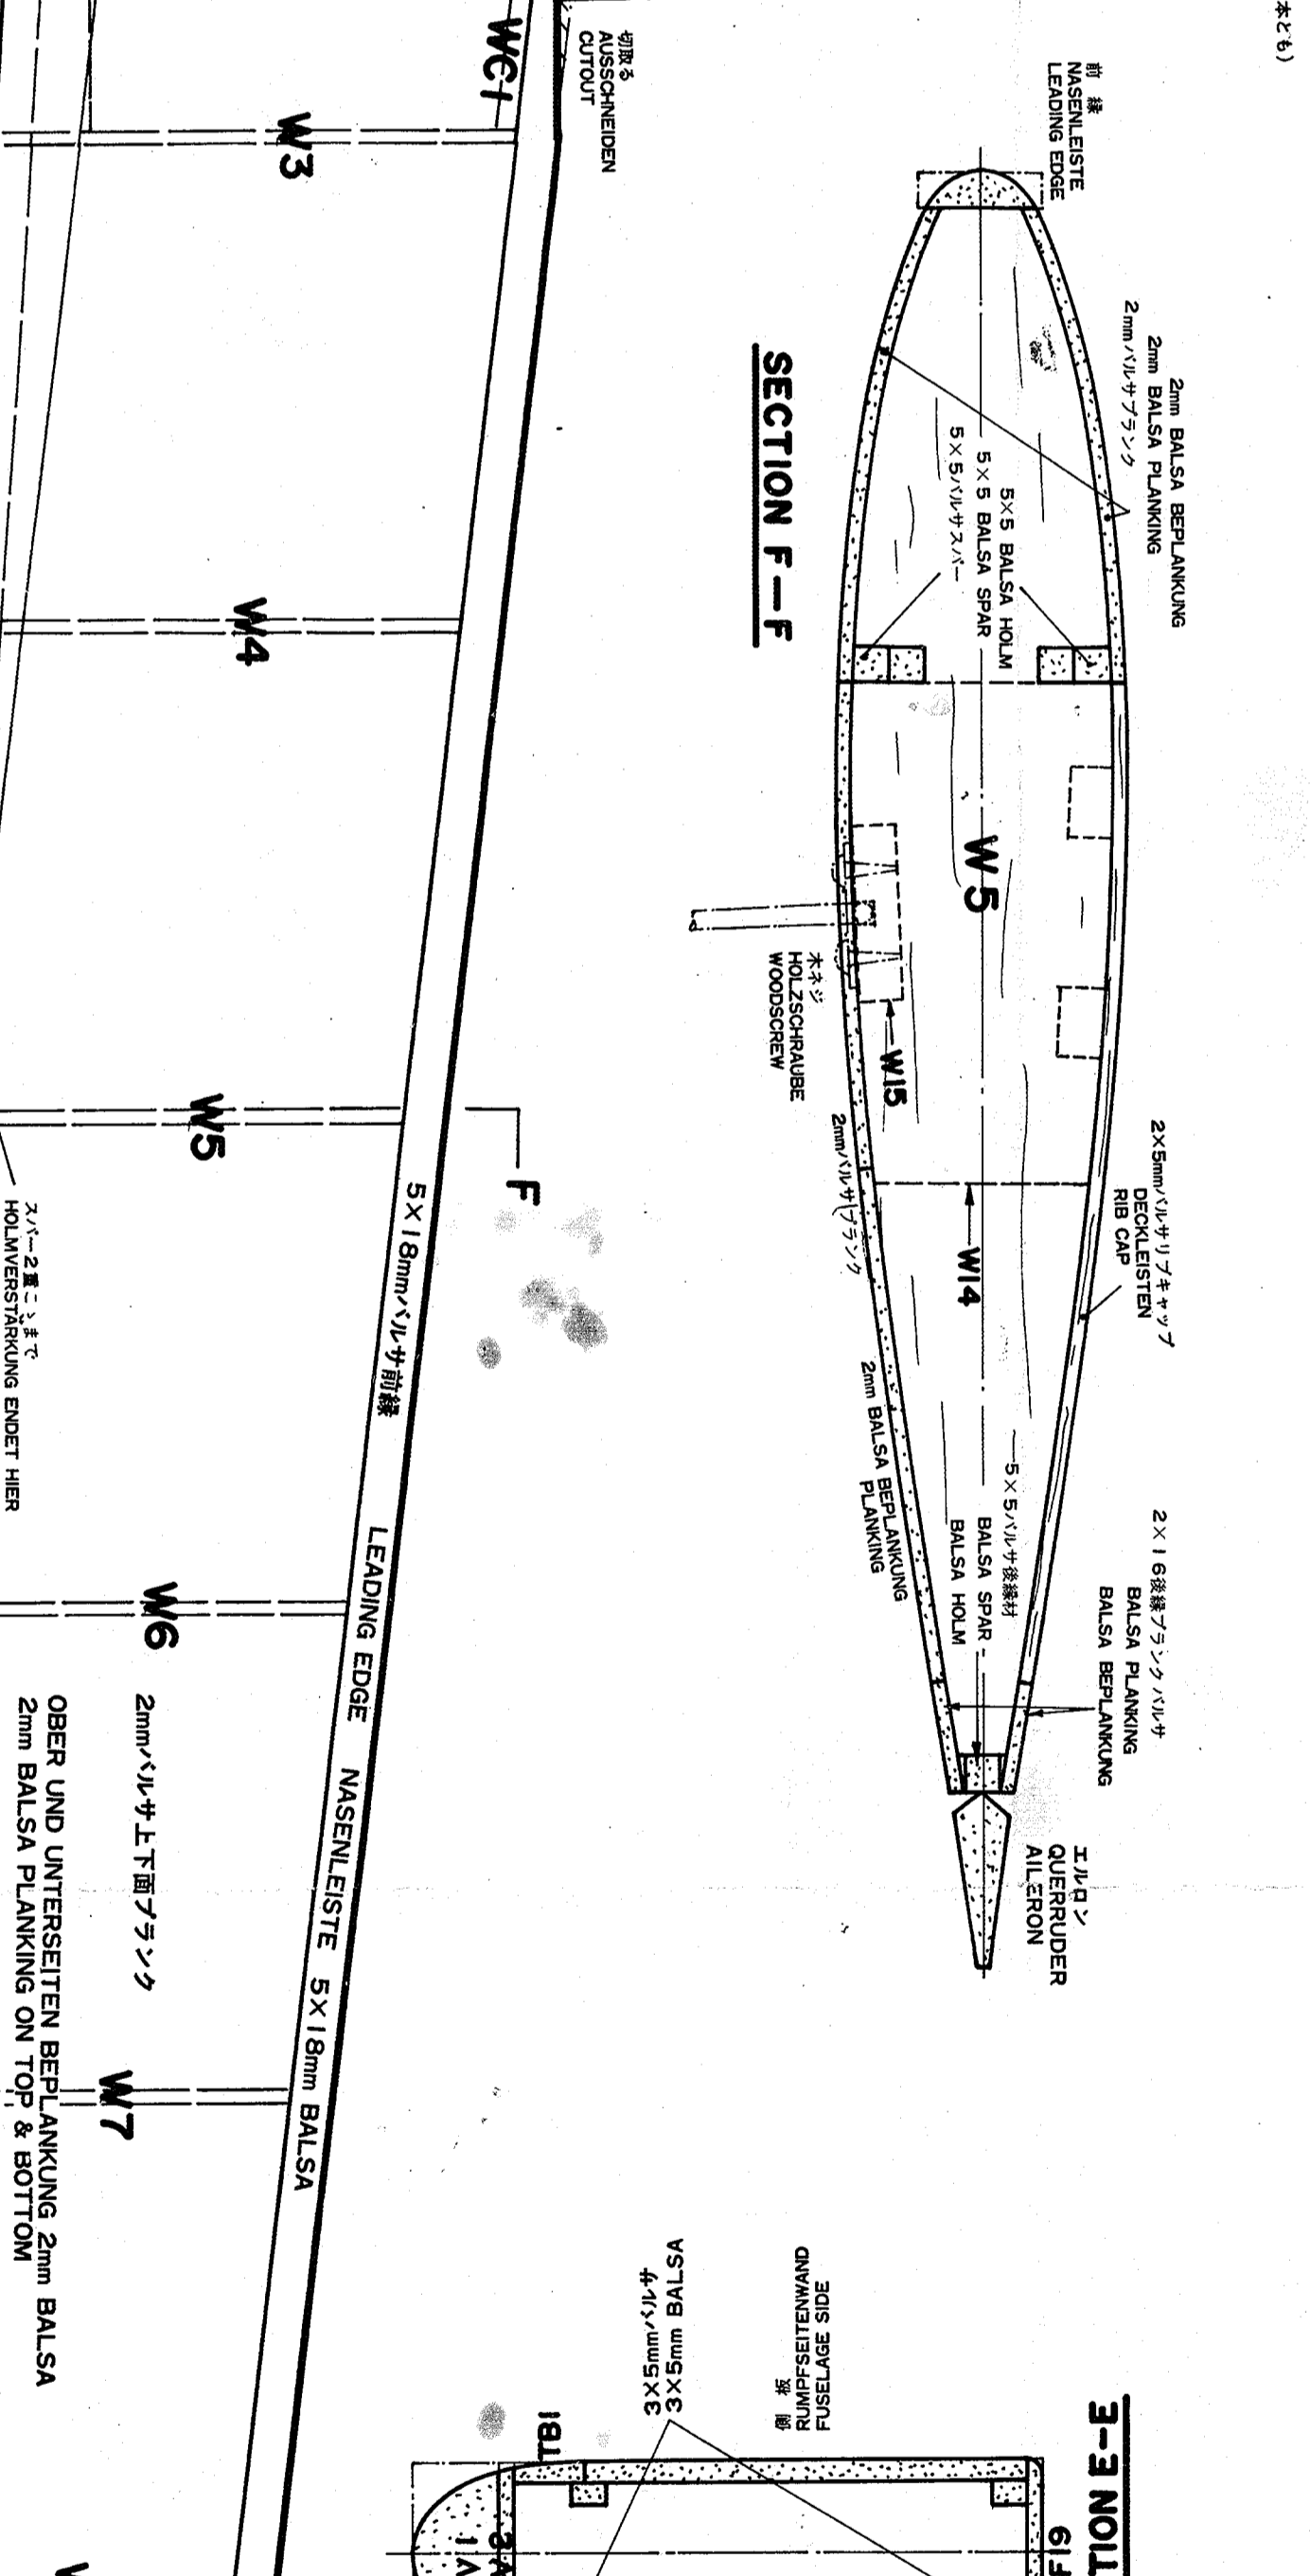 本とも)
前縁
NASENLEISTE
LEADING EDGE
2mm BALSA BEPLANKUNG
2mm BALSA PLANKING
2mmバルサプランク
5×5 BALSA HOLM
5×5 BALSA SPAR
5×5バルサスパー
W5
2×5mmバルサリブキャップ
DECKLEISTEN
RIB CAP
2×16後縁プランクバルサ
BALSA PLANKING
BALSA BEPLANKUNG
5×5バルサ後縁材
BALSA SPAR
BALSA HOLM
エルロン
QUERRUDER
AILERON
W14
W15
木ネジ
HOLZSCHRAUBE
WOODSCREW
2mmバルサプランク
2mm BALSA BEPLANKUNG
PLANKING
SECTION F-F
切取る
AUSSCHNEIDEN
CUTOUT
W3
W4
W5
F
W6
W7
5×18mmバルサ前縁
LEADING EDGE NASENLEISTE 5×18mm BALSA
スパー2重こゝまで
HOLMVERSTÄRKUNG ENDET HIER
2mmバルサ上下面プランク
OBER UND UNTERSEITEN BEPLANKUNG 2mm BALSA
2mm BALSA PLANKING ON TOP & BOTTOM
E-E
側板
RUMPFSEITENWAND
FUSELAGE SIDE
3×5mmバルサ
3×5mm BALSA